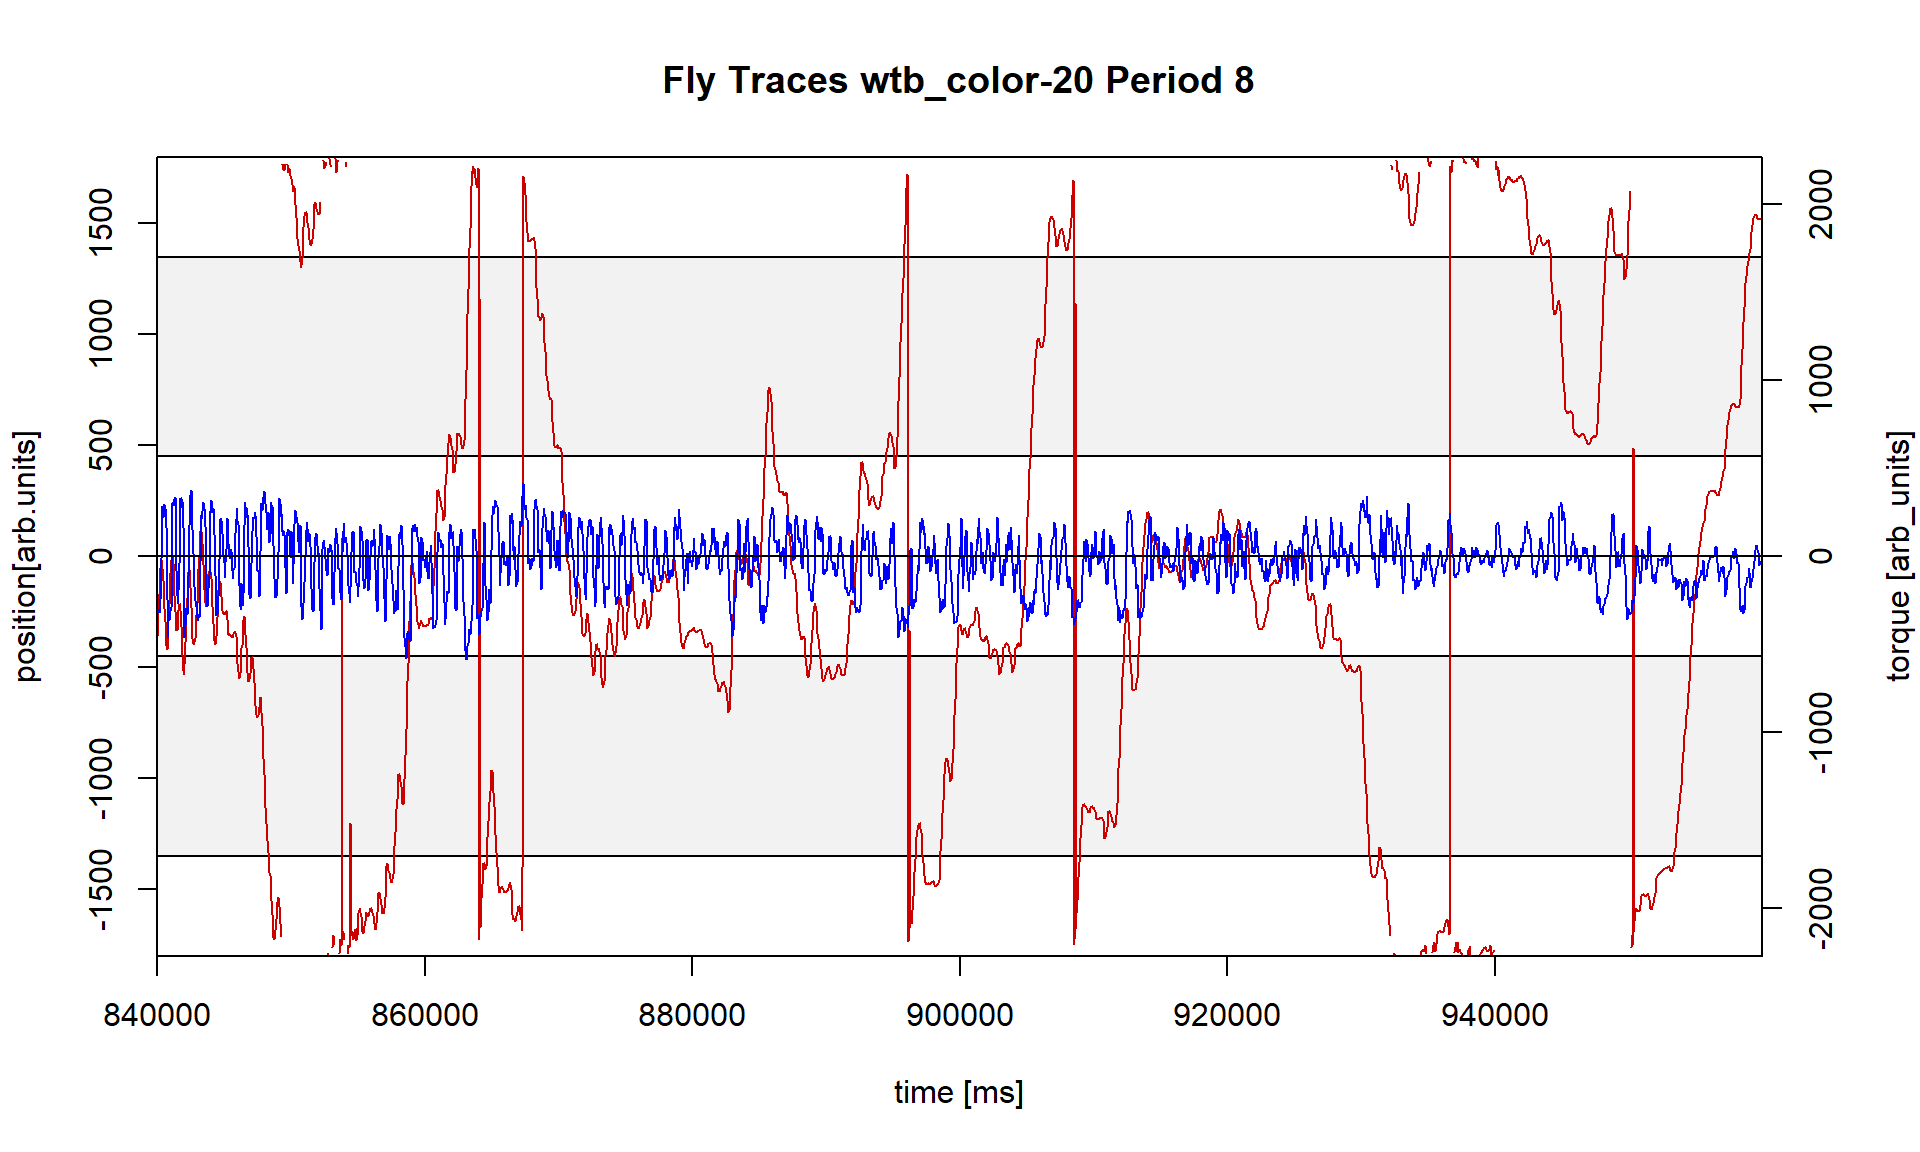 Fly Traces wtb_color-20 Period 8
position[arb.units]
1500
1000
500
0
-500
-1000
-1500
2000
1000
0
-1000
-2000
torque [arb_units]
840000 860000 880000 900000 920000 940000
time [ms]